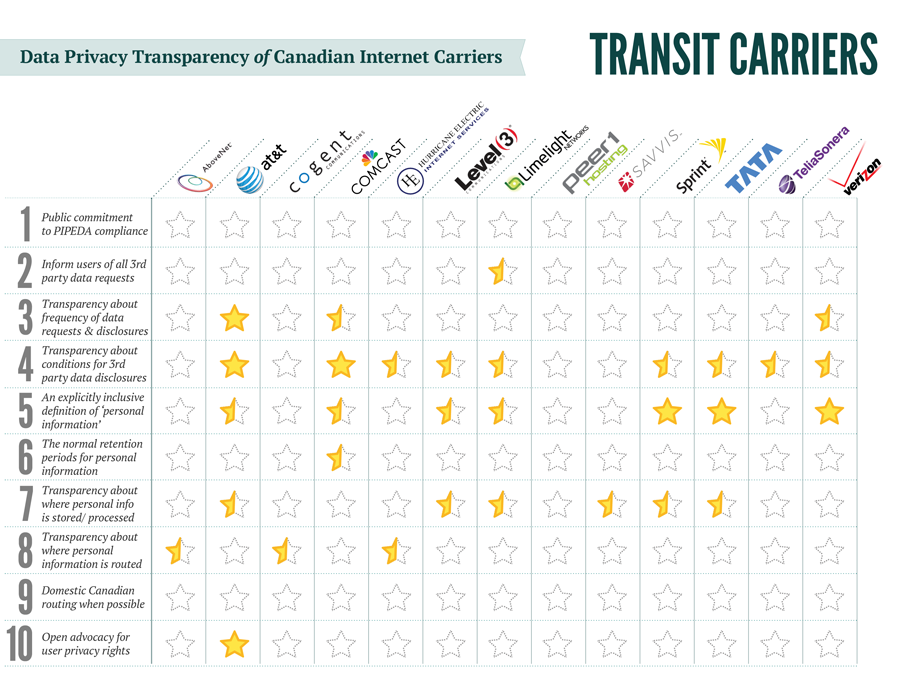 Data Privacy Transparency of Canadian Internet Carriers
TRANSIT CARRIERS
AboveNet
at&t
cogent
COMMUNICATIONS
COMCAST
HE
HURRICANE ELECTRIC
INTERNET SERVICES
Level(3)
Limelight
NETWORKS
peer1
hosting
SAVVIS.
Sprint
TATA
TeliaSonera
verizon
1
Public commitment
to PIPEDA compliance
2
Inform users of all 3rd
party data requests
3
Transparency about
frequency of data
requests & disclosures
4
Transparency about
conditions for 3rd
party data disclosures
5
An explicitly inclusive
definition of 'personal
information'
6
The normal retention
periods for personal
information
7
Transparency about
where personal info
is stored/ processed
8
Transparency about
where personal
information is routed
9
Domestic Canadian
routing when possible
10
Open advocacy for
user privacy rights